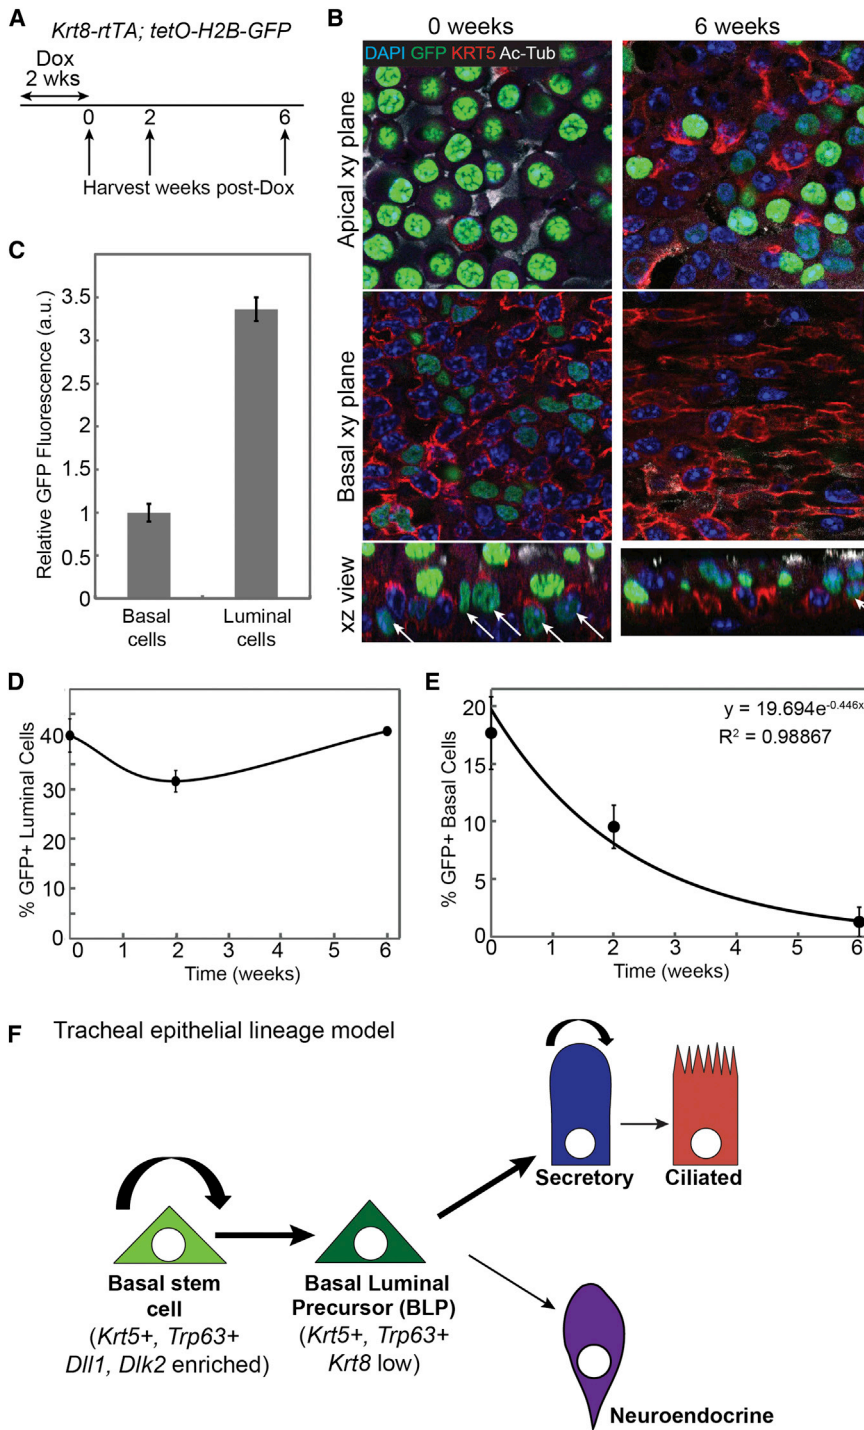 A
Krt8-rtTA; tetO-H2B-GFP
Dox
2 wks
0 2 6
Harvest weeks post-Dox
B
0 weeks 6 weeks
DAPI GFP KRT5 Ac-Tub
Apical xy plane
Basal xy plane
xz view
C
Relative GFP Fluorescence (a.u.)
3.5
3
2.5
2
1.5
1
0.5
0
Basal
cells
Luminal
cells
D
% GFP+ Luminal Cells
40
30
20
10
0
0 1 2 3 4 5 6
Time (weeks)
E
% GFP+ Basal Cells
20
15
10
5
0
y = 19.694e-0.446x
R2 = 0.98867
0 1 2 3 4 5 6
Time (weeks)
F Tracheal epithelial lineage model
Secretory Ciliated
Basal stem
cell
(Krt5+, Trp63+
Dll1, Dlk2 enriched)
Basal Luminal
Precursor (BLP)
(Krt5+, Trp63+
Krt8 low)
Neuroendocrine